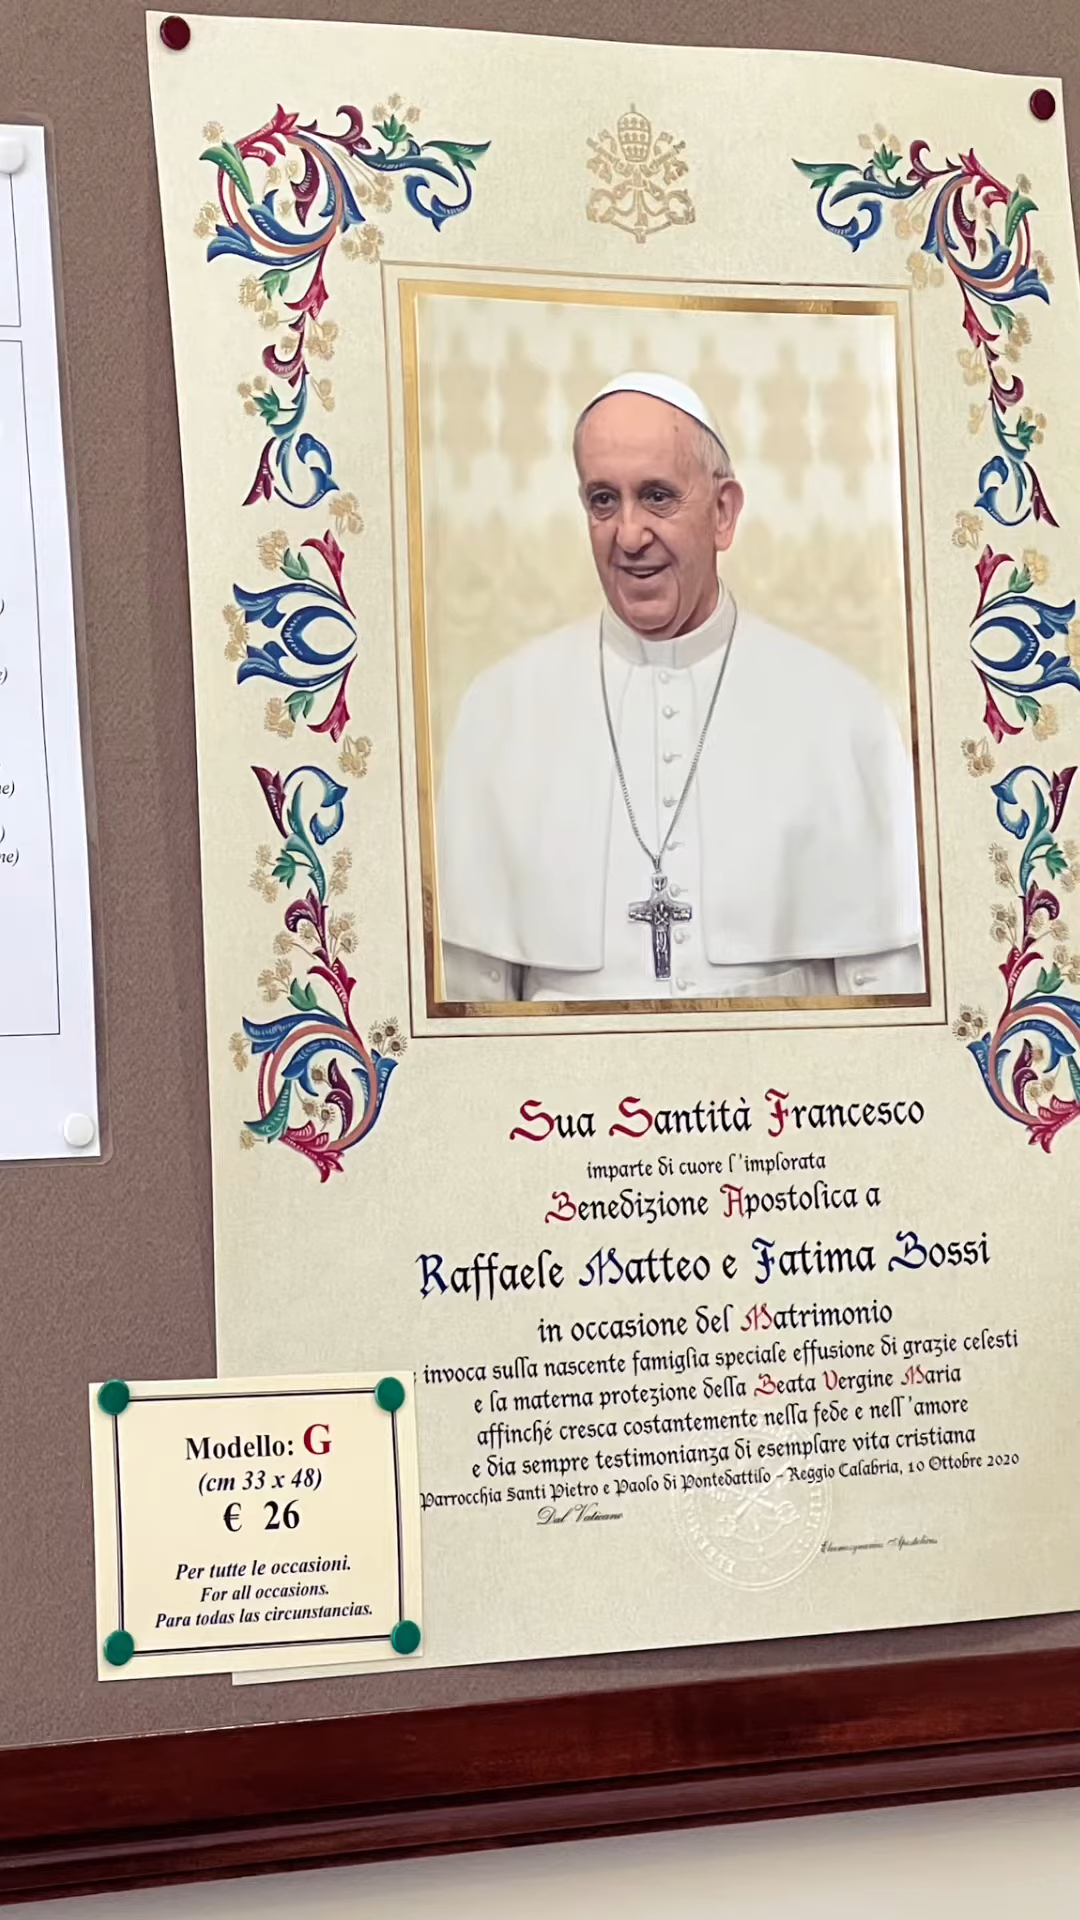 Sua Santità Francesco
imparte di cuore l'implorata
Benedizione Apostolica a
Raffaele Matteo e Fatima Bossi
in occasione del Matrimonio
invoca sulla nascente famiglia speciale effusione di grazie celesti
e la materna protezione della Beata Vergine Maria
affinché cresca costantemente nella fede e nell'amore
e dia sempre testimonianza di esemplare vita cristiana
Parrocchia Santi Pietro e Paolo di Pontedattilo - Reggio Calabria, 10 Ottobre 2020
Dal Vaticano
Elemosynarius Apostolicus
Modello: G
(cm 33 x 48)
€ 26
Per tutte le occasioni.
For all occasions.
Para todas las circunstancias.